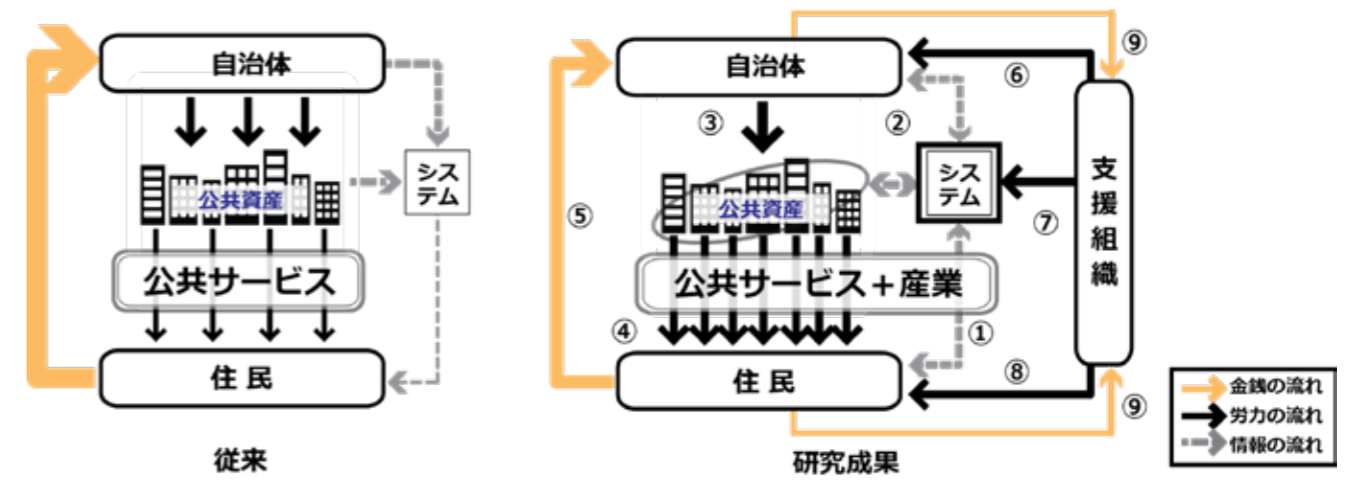 自治体
シス
テム
公共資産
公共サービス
住民
従来
自治体
⑨
⑥
③
②
シス
テム
公共資産
⑤
⑦
支援組織
公共サービス+産業
④
①
住民
⑧
⑨
研究成果
金銭の流れ
労力の流れ
情報の流れ